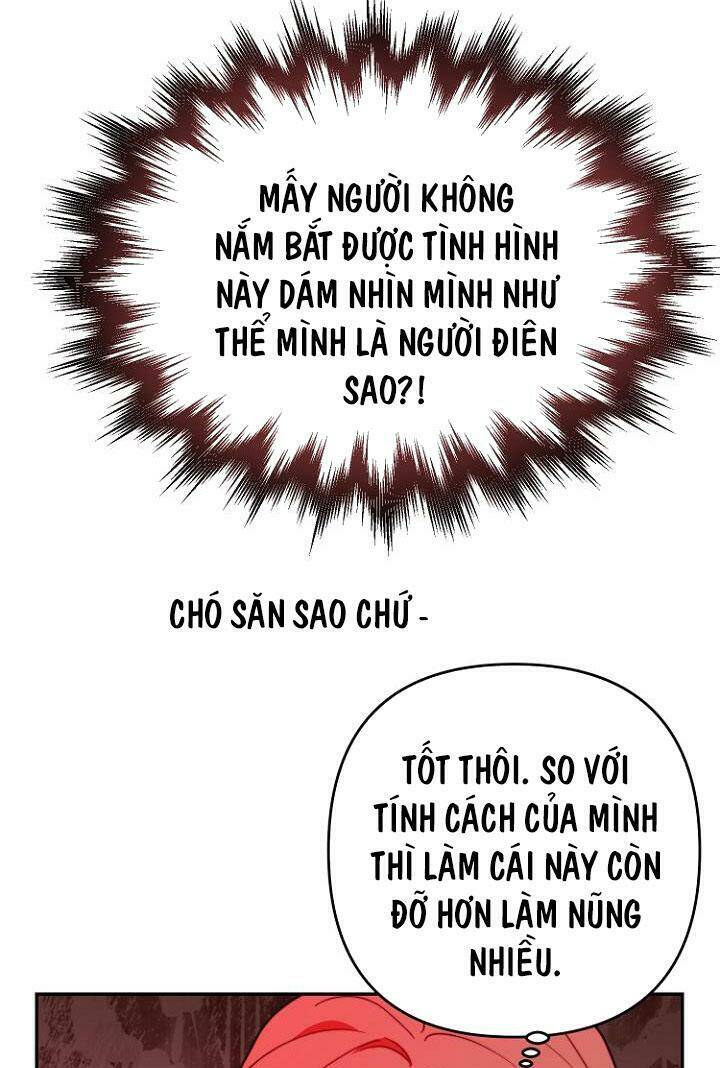 MẤY NGƯỜI KHÔNG
NẮM BẮT ĐƯỢC TÌNH HÌNH
NÀY DÁM NHÌN MÌNH NHƯ
THỂ MÌNH LÀ NGƯỜI ĐIÊN
SAO?!
CHÓ SĂN SAO CHỨ -
TỐT THÔI. SO VỚI
TÍNH CÁCH CỦA MÌNH
THÌ LÀM CÁI NÀY CÒN
ĐỠ HƠN LÀM NŨNG
NHIỀU.